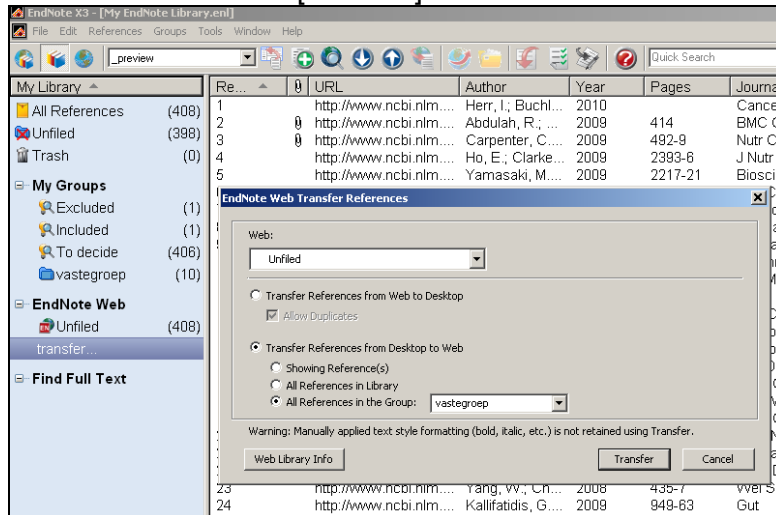 EndNote X3 - [My EndNote Library.enl]
File Edit References Groups Tools Window Help
_preview Quick Search
My Library Re... URL Author Year Pages Journa
All References (408)
Unfiled (398)
Trash (0)
My Groups
Excluded (1)
Included (1)
To decide (406)
vastegroep (10)
EndNote Web
Unfiled (408)
transfer...
Find Full Text
1 http://www.ncbi.nlm.... Herr, I.; Buchl... 2010 Cance
2 http://www.ncbi.nlm.... Abdulah, R.; ... 2009 414 BMC C
3 http://www.ncbi.nlm.... Carpenter, C.... 2009 492-9 Nutr C
4 http://www.ncbi.nlm.... Ho, E.; Clarke... 2009 2393-6 J Nutr
5 http://www.ncbi.nlm.... Yamasaki, M.... 2009 2217-21 Biosci
EndNote Web Transfer References
Web:
Unfiled
Transfer References from Web to Desktop
Allow Duplicates
Transfer References from Desktop to Web
Showing Reference(s)
All References in Library
All References in the Group: vastegroep
Warning: Manually applied text style formatting (bold, italic, etc.) is not retained using Transfer.
Web Library Info Transfer Cancel
23 http://www.ncbi.nlm.... Yang, W.; Ch... 2008 435-7
24 http://www.ncbi.nlm.... Kallifatidis, G.... 2009 949-63 Gut